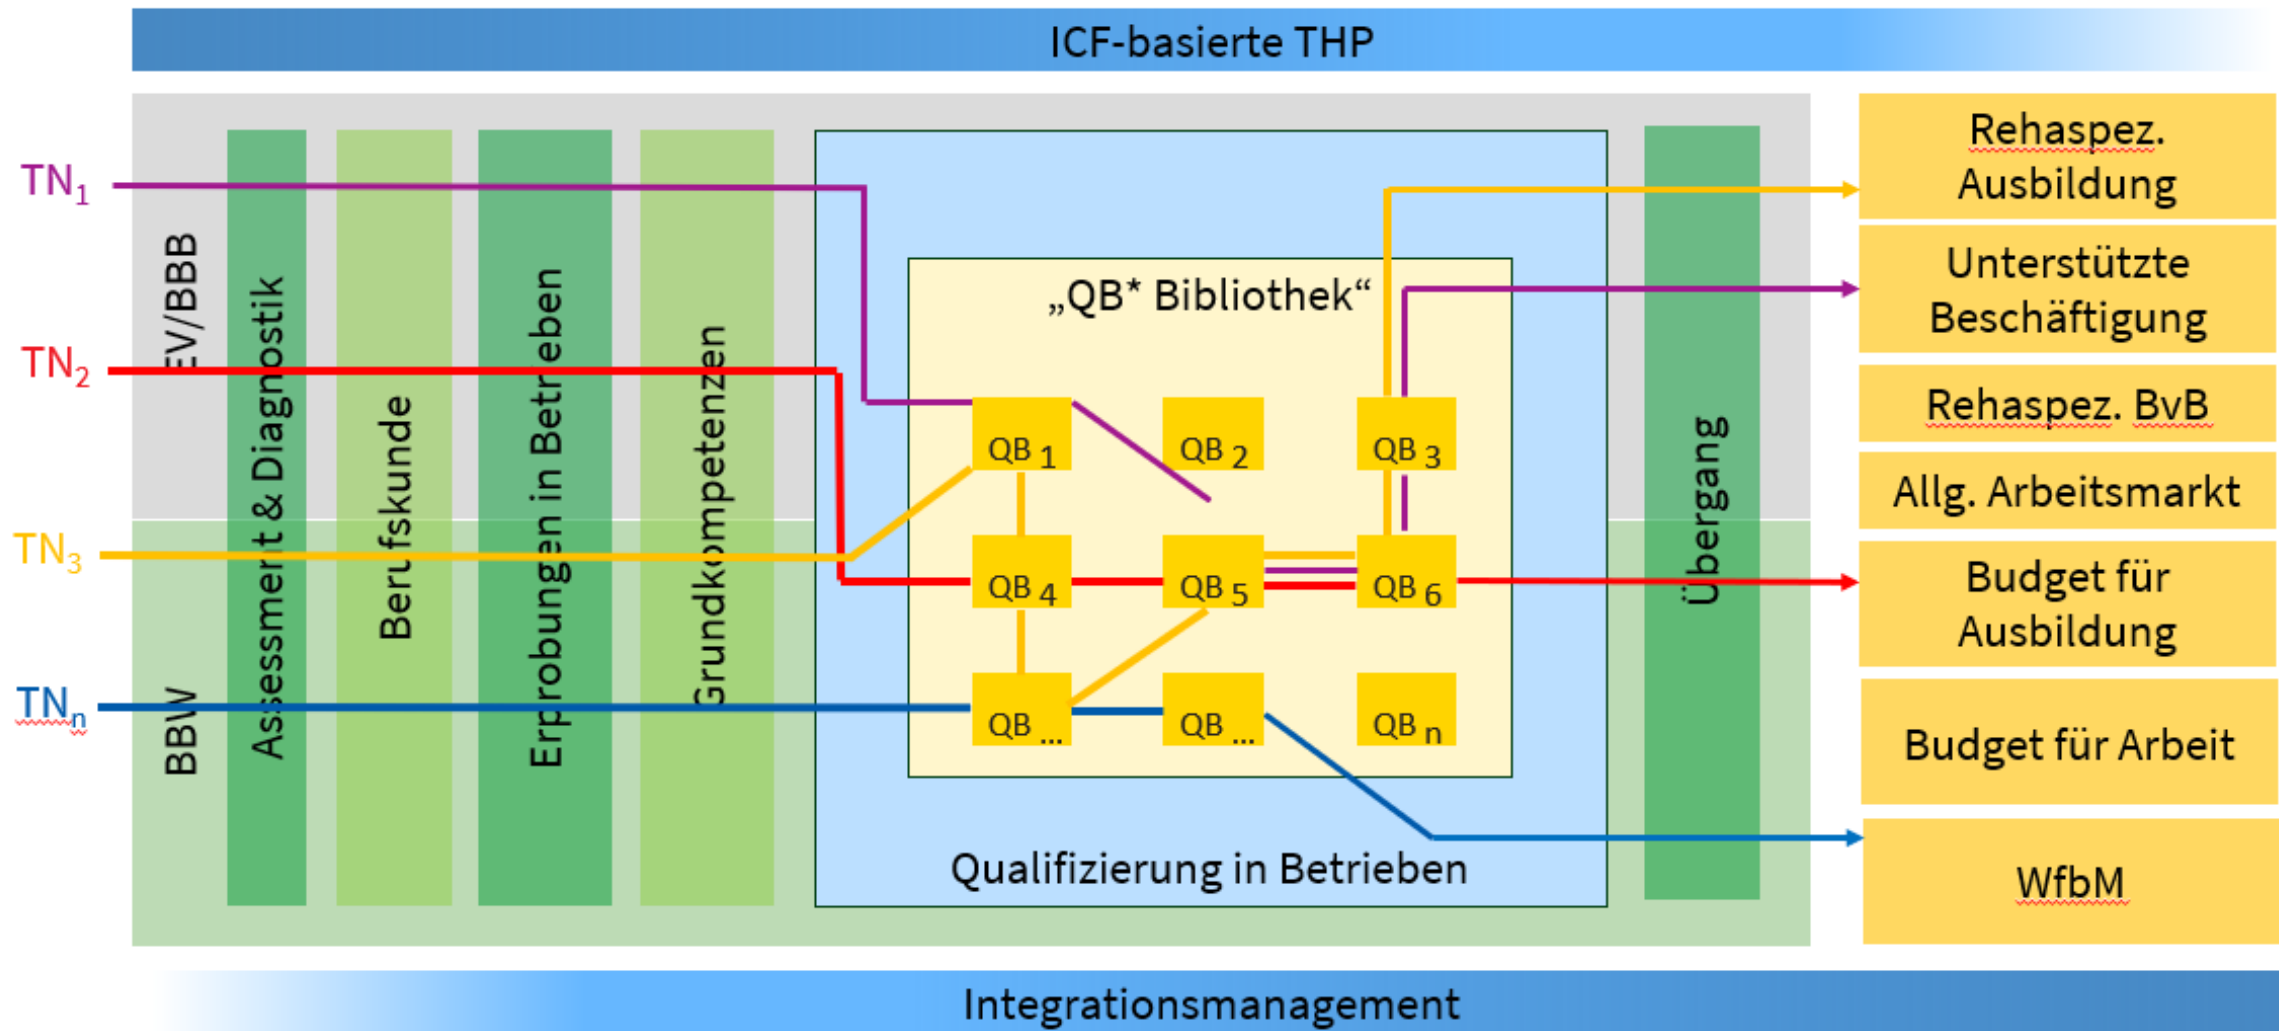 ICF-basierte THP
TN1
TN2
TN3
TNn
EV/BBB
BBW
Assessment & Diagnostik
Berufskunde
Erprobungen in Betrieben
Grundkompetenzen
„QB* Bibliothek“
QB 1
QB 2
QB 3
QB 4
QB 5
QB 6
QB ...
QB ...
QB n
Qualifizierung in Betrieben
Übergang
Rehaspez.
Ausbildung
Unterstützte
Beschäftigung
Rehaspez. BvB
Allg. Arbeitsmarkt
Budget für
Ausbildung
Budget für Arbeit
WfbM
Integrationsmanagement